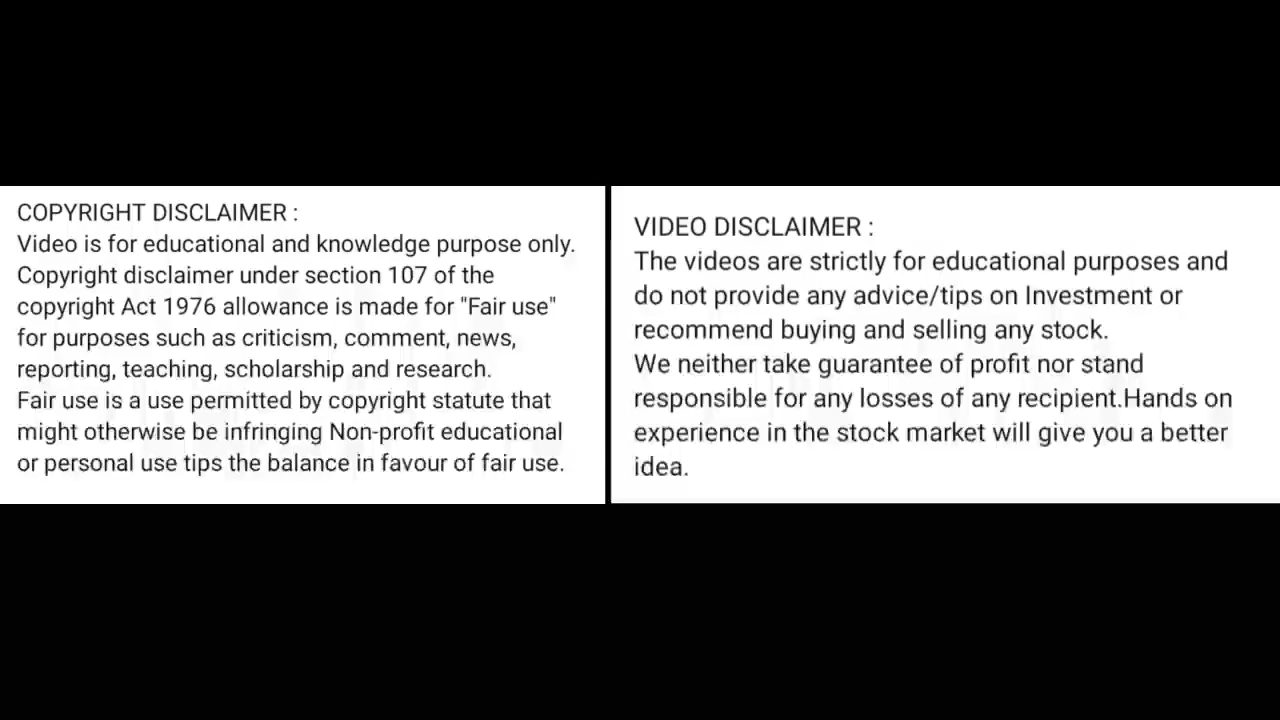 COPYRIGHT DISCLAIMER :
Video is for educational and knowledge purpose only.
Copyright disclaimer under section 107 of the
copyright Act 1976 allowance is made for "Fair use"
for purposes such as criticism, comment, news,
reporting, teaching, scholarship and research.
Fair use is a use permitted by copyright statute that
might otherwise be infringing Non-profit educational
or personal use tips the balance in favour of fair use.
VIDEO DISCLAIMER :
The videos are strictly for educational purposes and
do not provide any advice/tips on Investment or
recommend buying and selling any stock.
We neither take guarantee of profit nor stand
responsible for any losses of any recipient.Hands on
experience in the stock market will give you a better
idea.